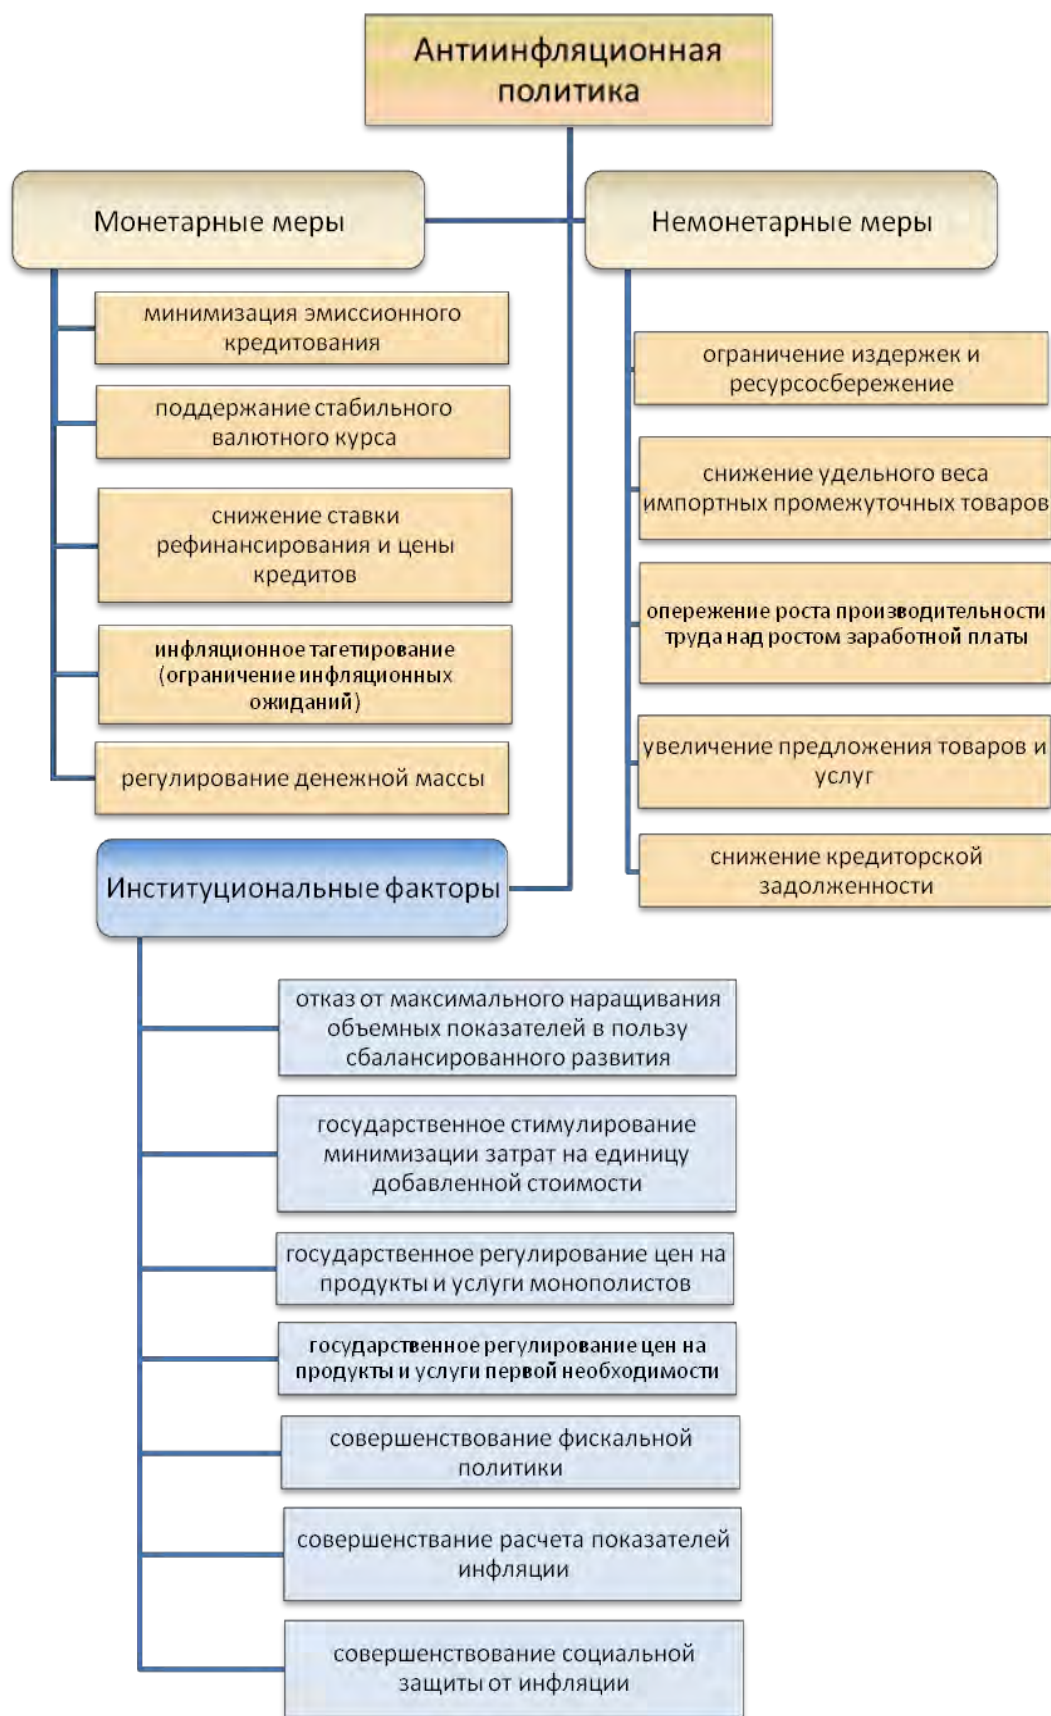 Антиинфляционная
политика
Монетарные меры
Немонетарные меры
минимизация эмиссионного
кредитования
поддержание стабильного
валютного курса
снижение ставки
рефинансирования и цены
кредитов
инфляционное тагетирование
(ограничение инфляционных
ожиданий)
регулирование денежной массы
ограничение издержек и
ресурсосбережение
снижение удельного веса
импортных промежуточных товаров
опережение роста производительности
труда над ростом заработной платы
увеличение предложения товаров и
услуг
снижение кредиторской
задолженности
Институциональные факторы
отказ от максимального наращивания
объемных показателей в пользу
сбалансированного развития
государственное стимулирование
минимизации затрат на единицу
добавленной стоимости
государственное регулирование цен на
продукты и услуги монополистов
государственное регулирование цен на
продукты и услуги первой необходимости
совершенствование фискальной
политики
совершенствание расчета показателей
инфляции
совершенствование социальной
защиты от инфляции